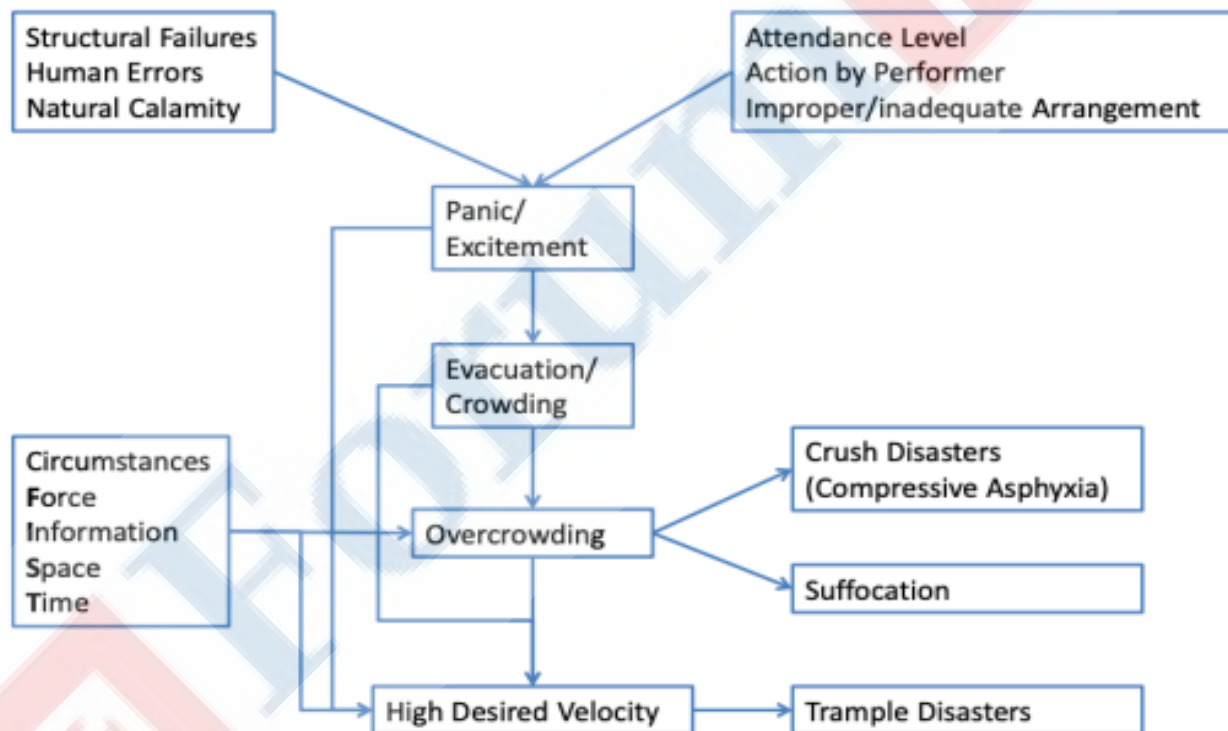 Structural Failures
Human Errors
Natural Calamity
Attendance Level
Action by Performer
Improper/inadequate Arrangement
Panic/
Excitement
Evacuation/
Crowding
Circumstances
Force
Information
Space
Time
Overcrowding
Crush Disasters
(Compressive Asphyxia)
Suffocation
High Desired Velocity
Trample Disasters
Forum